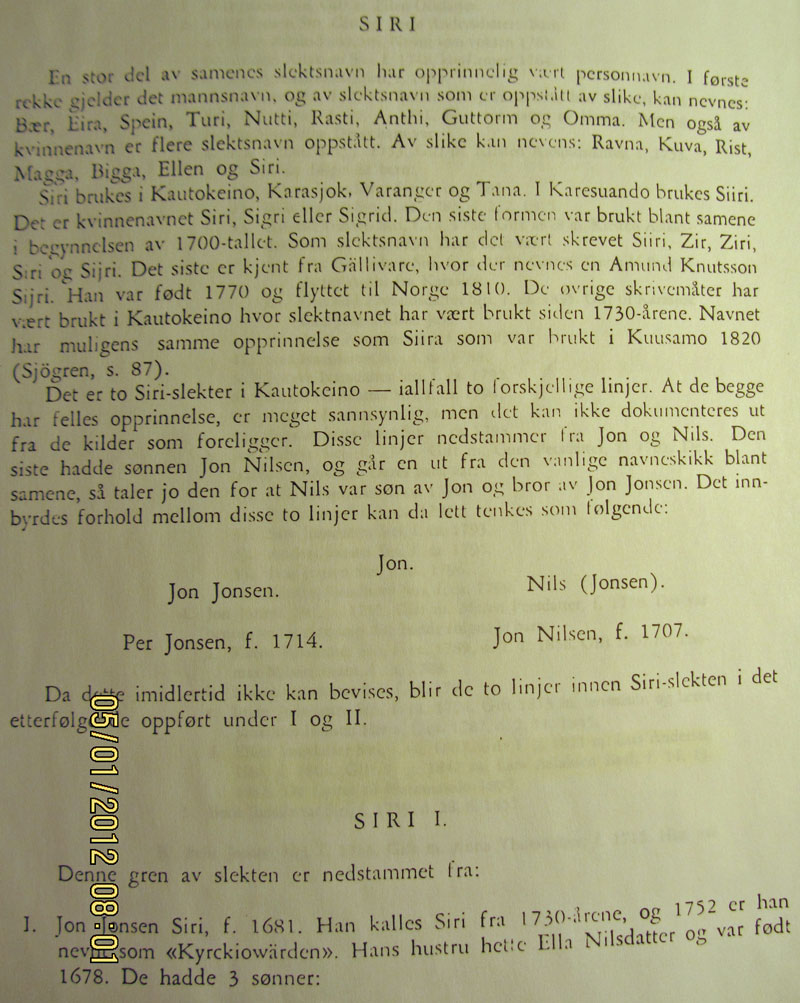 SIRI
En stor del av samenes slektsnavn har opprinnelig vært personnavn. I første
rekke gjelder det mannsnavn, og av slektsnavn som er oppstått av slike, kan nevnes:
Bær, Eira, Spein, Turi, Nutti, Rasti, Anthi, Guttorm og Omma. Men også av
kvinnenavn er flere slektsnavn oppstått. Av slike kan nevens: Ravna, Kuva, Rist,
Magga, Bigga, Ellen og Siri.
Siri brukes i Kautokeino, Karasjok, Varanger og Tana. I Karesuando brukes Siiri.
Det er kvinnenavnet Siri, Sigri eller Sigrid. Den siste formen var brukt blant samene
i begynnelsen av 1700-tallet. Som slektsnavn har det vært skrevet Siiri, Zir, Ziri,
Siri og Sijri. Det siste er kjent fra Gällivare, hvor der nevnes en Amund Knutsson
Sijri. Han var født 1770 og flyttet til Norge 1810. De øvrige skrivemåter har
vært brukt i Kautokeino hvor slektnavnet har vært brukt siden 1730-årene. Navnet
har muligens samme opprinnelse som Siira som var brukt i Kuusamo 1820
(Sjögren, s. 87).
Det er to Siri-slekter i Kautokeino — iallfall to forskjellige linjer. At de begge
har felles opprinnelse, er meget sannsynlig, men det kan ikke dokumenteres ut
fra de kilder som foreligger. Disse linjer nedstammer fra Jon og Nils. Den
siste hadde sønnen Jon Nilsen, og går en ut fra den vanlige navneskikk blant
samene, så taler jo den for at Nils var søn av Jon og bror av Jon Jonsen. Det inn-
byrdes forhold mellom disse to linjer kan da lett tenkes som følgende:
Jon.
Jon Jonsen. Nils (Jonsen).
Per Jonsen, f. 1714. Jon Nilsen, f. 1707.
Da dette imidlertid ikke kan bevises, blir de to linjer innen Siri-slekten i det
etterfølgende oppført under I og II.
SIRI I.
Denne gren av slekten er nedstammet fra:
1. Jon Jonsen Siri, f. 1681. Han kalles Siri fra 1730-årene, og 1752 er han
nevnt som «Kyrckiowärden». Hans hustru hette Ella Nilsdatter og var født
1678. De hadde 3 sønner:
05/01/2012 08:01